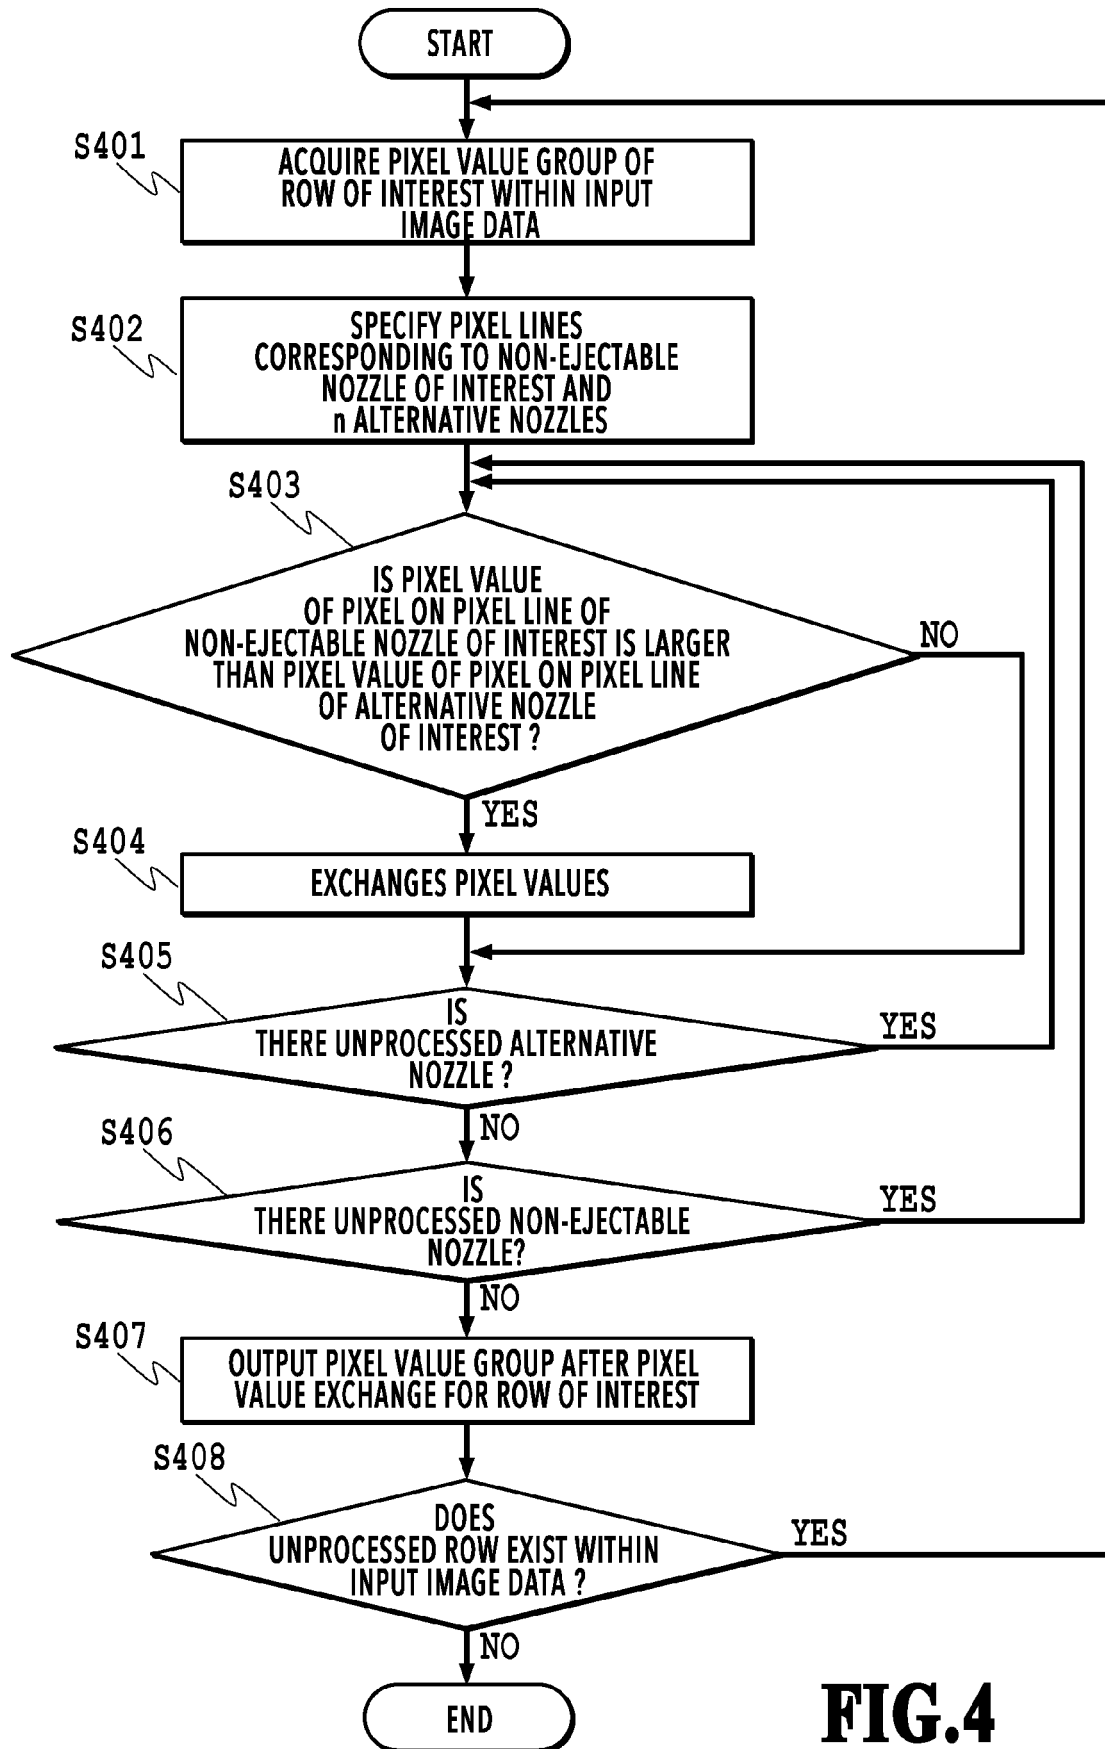 START
S401
ACQUIRE PIXEL VALUE GROUP OF
ROW OF INTEREST WITHIN INPUT
IMAGE DATA
S402
SPECIFY PIXEL LINES
CORRESPONDING TO NON-EJECTABLE
NOZZLE OF INTEREST AND
n ALTERNATIVE NOZZLES
S403
IS PIXEL VALUE
OF PIXEL ON PIXEL LINE OF
NON-EJECTABLE NOZZLE OF INTEREST IS LARGER
THAN PIXEL VALUE OF PIXEL ON PIXEL LINE
OF ALTERNATIVE NOZZLE
OF INTEREST ?
NO
YES
S404
EXCHANGES PIXEL VALUES
S405
IS
THERE UNPROCESSED ALTERNATIVE
NOZZLE ?
YES
NO
S406
IS
THERE UNPROCESSED NON-EJECTABLE
NOZZLE?
YES
NO
S407
OUTPUT PIXEL VALUE GROUP AFTER PIXEL
VALUE EXCHANGE FOR ROW OF INTEREST
S408
DOES
UNPROCESSED ROW EXIST WITHIN
INPUT IMAGE DATA ?
YES
NO
END
FIG.4